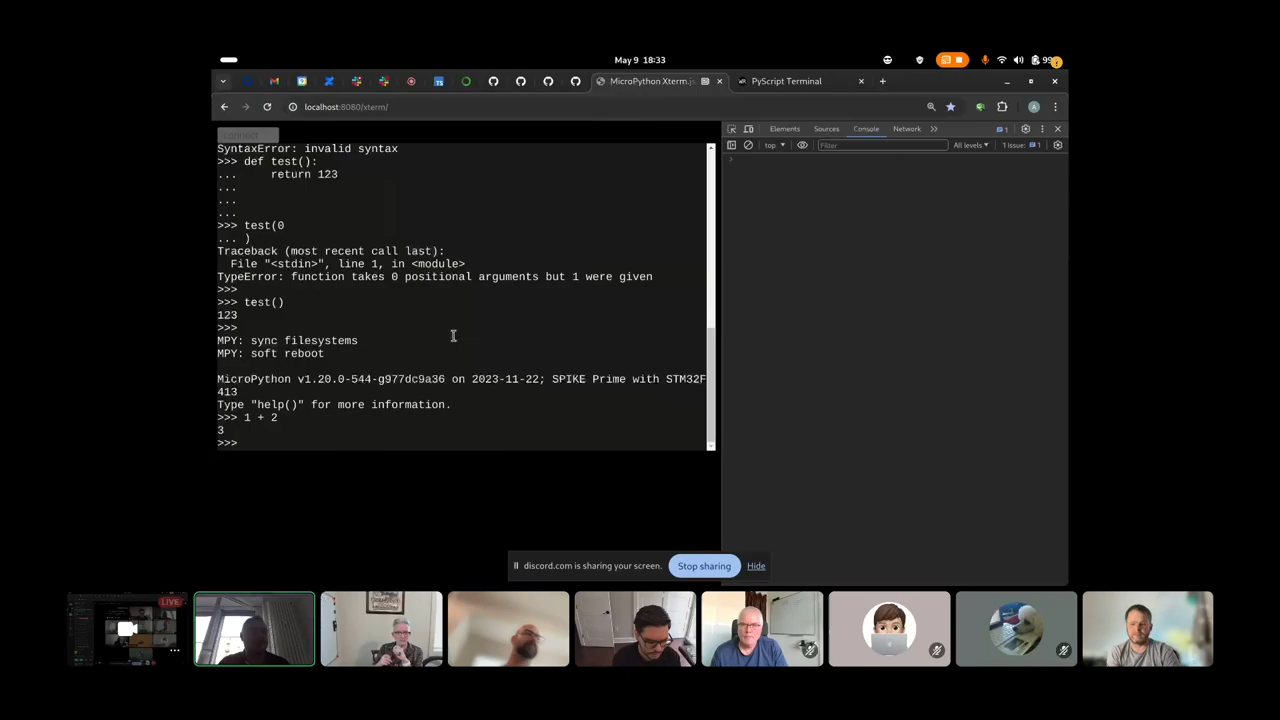 May 9 18:33
99
MicroPython Xterm.js
PyScript Terminal
localhost:8080/xterm/
connect
Elements
Sources
Console
Network
1
top
Filter
All levels
1 Issue: 1
SyntaxError: invalid syntax
>>> def test():
... return 123
...
...
...
>>> test(0
... )
Traceback (most recent call last):
File "<stdin>", line 1, in <module>
TypeError: function takes 0 positional arguments but 1 were given
>>>
>>> test()
123
>>>
MPY: sync filesystems
MPY: soft reboot
MicroPython v1.20.0-544-g977dc9a36 on 2023-11-22; SPIKE Prime with STM32F
413
Type "help()" for more information.
>>> 1 + 2
3
>>>
discord.com is sharing your screen.
Stop sharing
Hide
LIVE